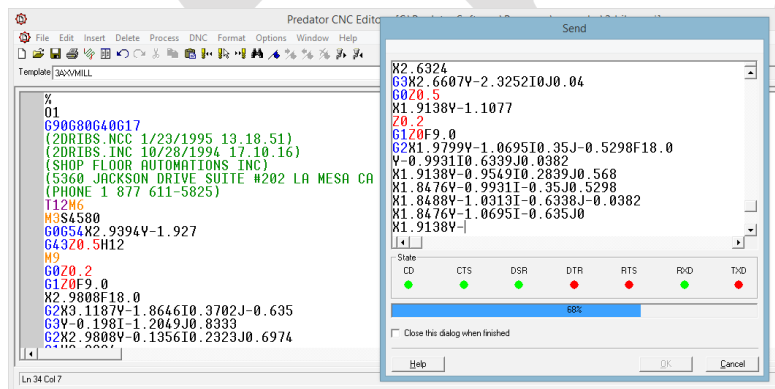 Predator CNC Edito
File Edit Insert Delete Process DNC Format Options Window Help
Template 3AXVMILL
%
O1
G90G80G40G17
(2DRIBS.NCC 1/23/1995 13.18.51)
(2DRIBS.INC 10/28/1994 17.10.16)
(SHOP FLOOR AUTOMATIONS INC)
(5360 JACKSON DRIVE SUITE #202 LA MESA CA
(PHONE 1 877 611-5825)
T12M6
M3S4580
G0G54X2.9394Y-1.927
G43Z0.5H12
M9
G0Z0.2
G1Z0F9.0
X2.9808F18.0
G2X3.1187Y-1.8646I0.3702J-0.635
G3Y-0.198I-1.2049J0.8333
G2X2.9808Y-0.1356I0.2323J0.6974
Ln 34 Col 7
Send
X2.6324
G3X2.6607Y-2.3252I0J0.04
G0Z0.5
X1.9138Y-1.1077
Z0.2
G1Z0F9.0
G2X1.9799Y-1.0695I0.35J-0.5298F18.0
Y-0.9931I0.6339J0.0382
X1.9138Y-0.9549I0.2839J0.568
X1.8476Y-0.9931I-0.35J0.5298
X1.8488Y-1.0313I-0.6338J-0.0382
X1.8476Y-1.0695I-0.635J0
X1.9138Y-
State
CD CTS DSR DTR RTS RXD TXD
68%
Close this dialog when finished
Help OK Cancel